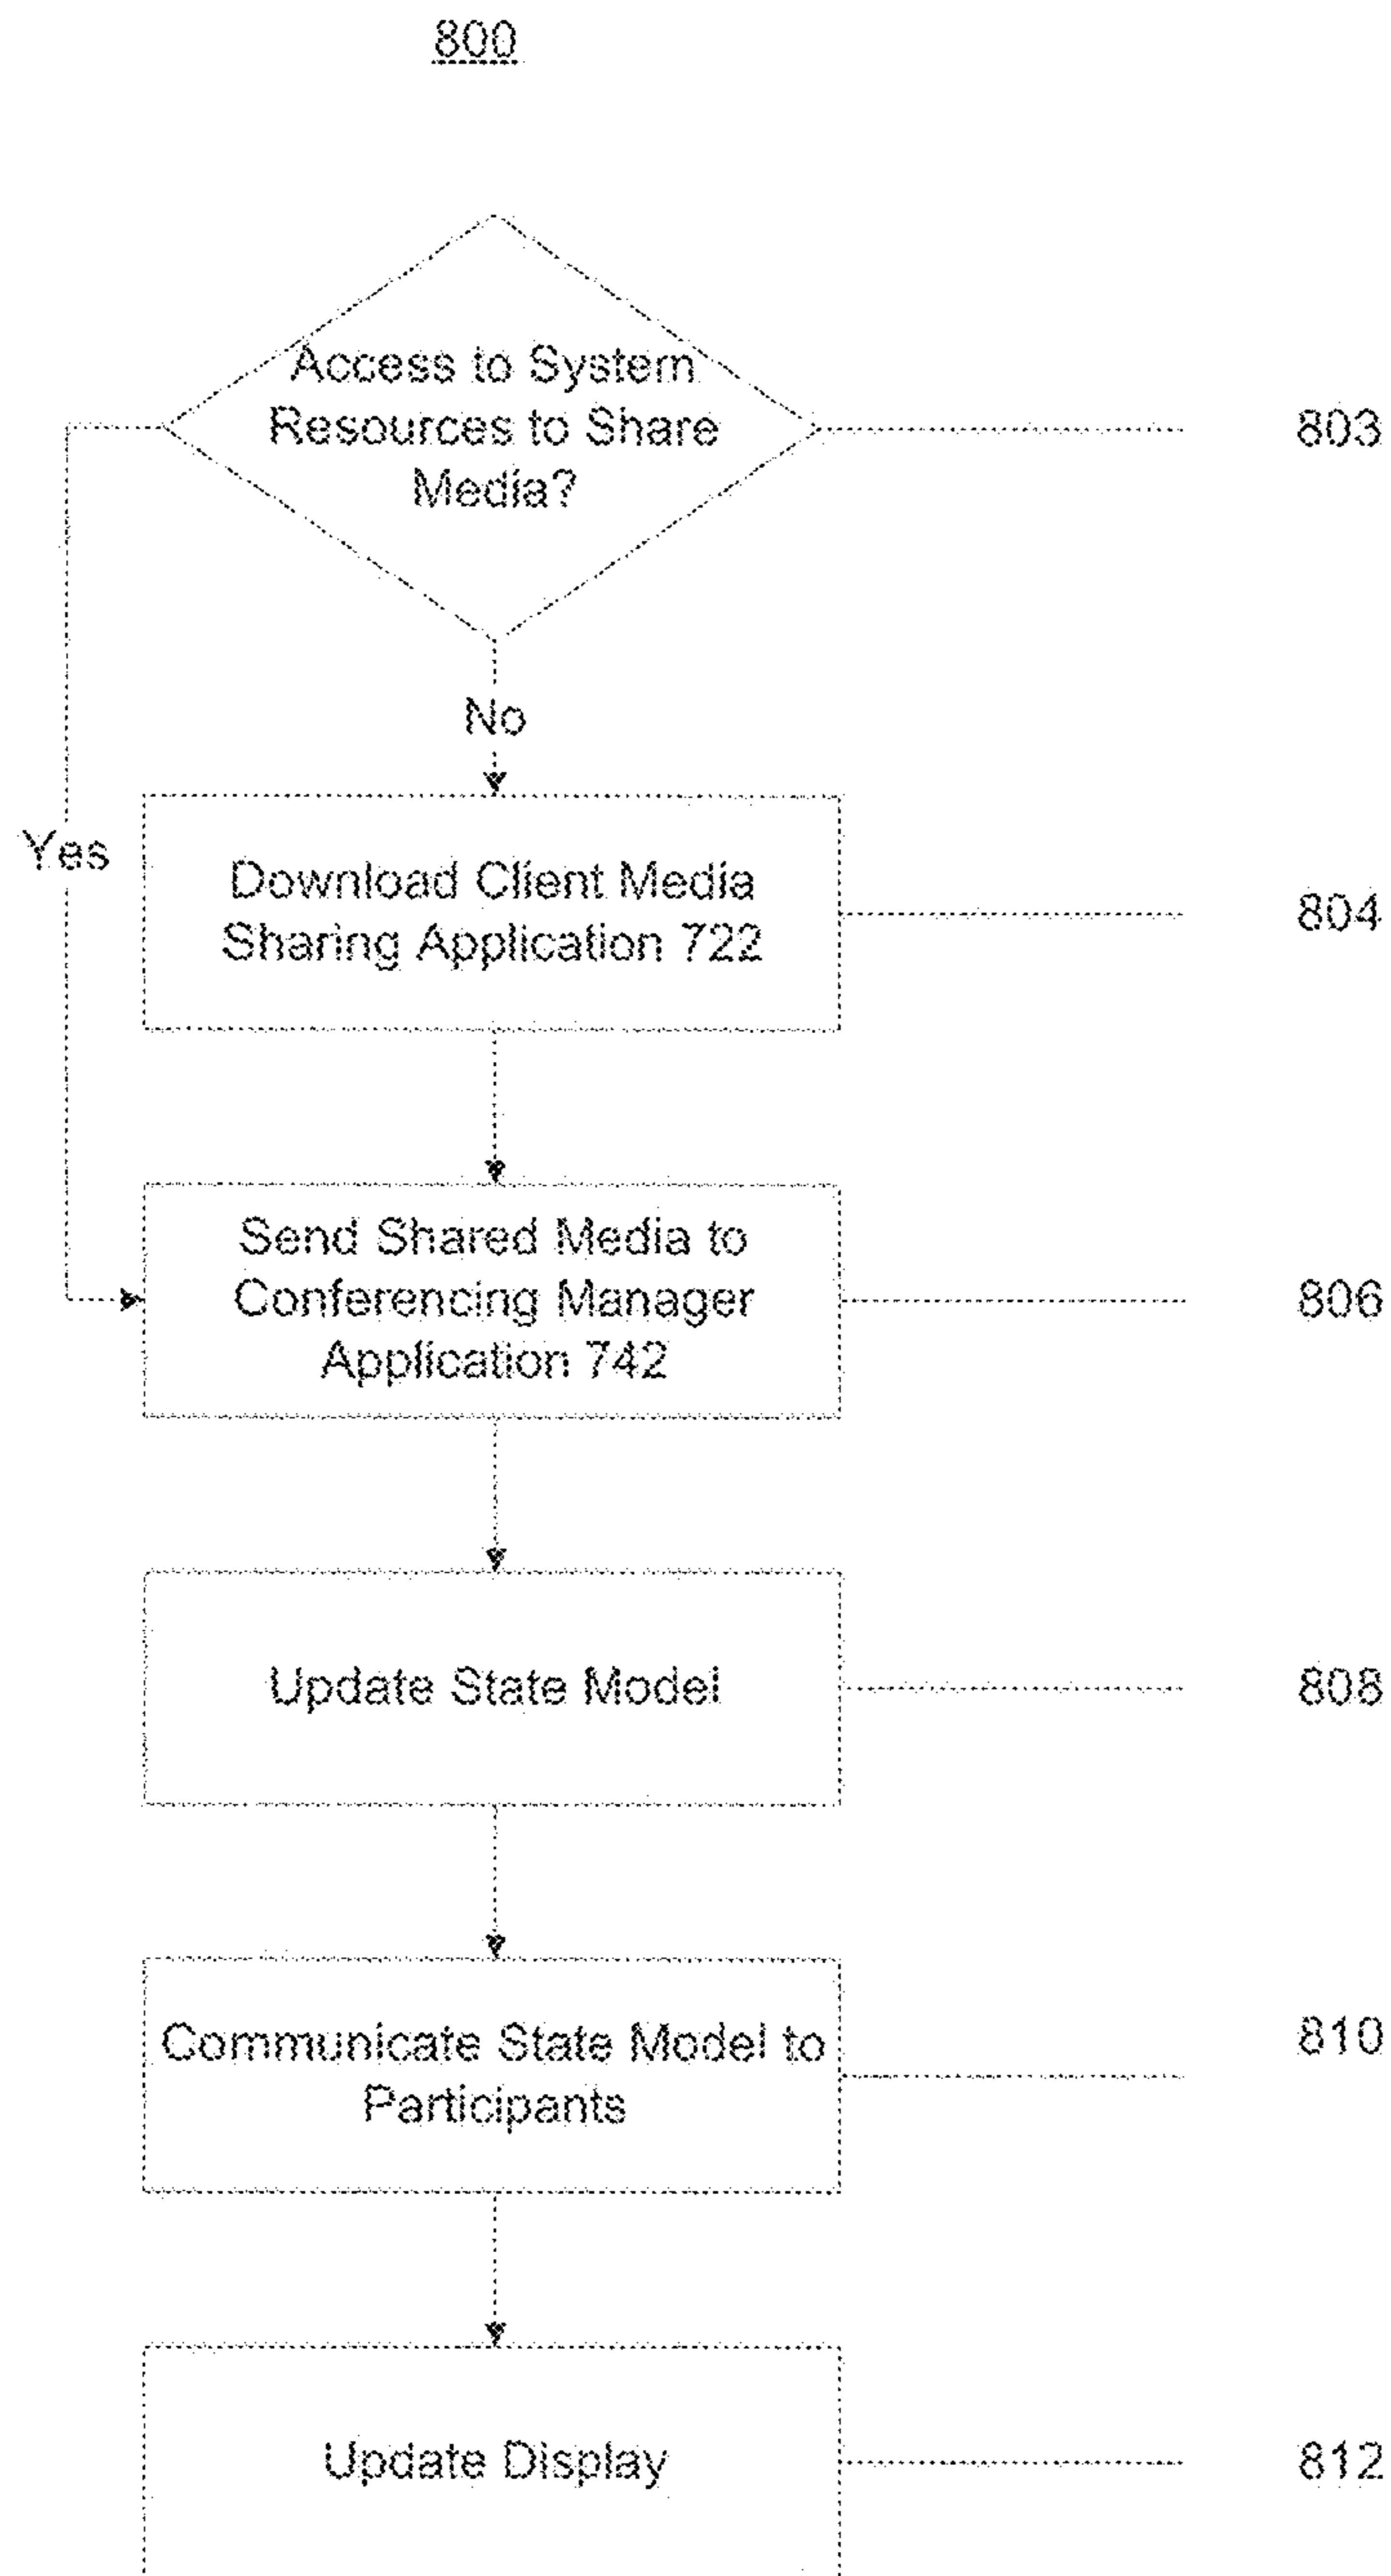 800
Access to System
Resources to Share
Media?
803
No
Yes
Download Client Media
Sharing Application 722
804
Send Shared Media to
Conferencing Manager
Application 742
806
Update State Model
808
Communicate State Model to
Participants
810
Update Display
812